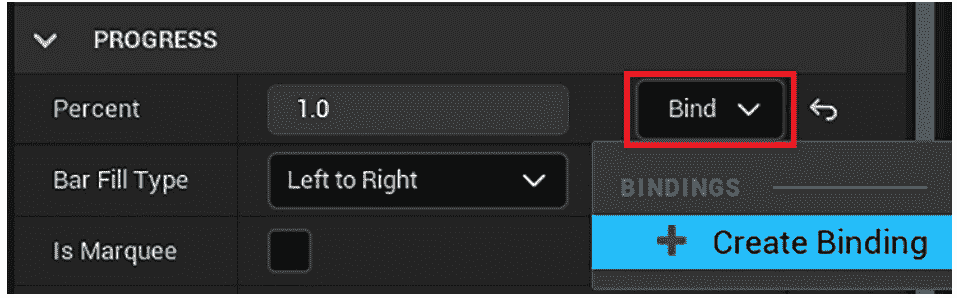 PROGRESS
Percent 1.0 Bind
Bar Fill Type Left to Right
BINDINGS
Is Marquee
+ Create Binding